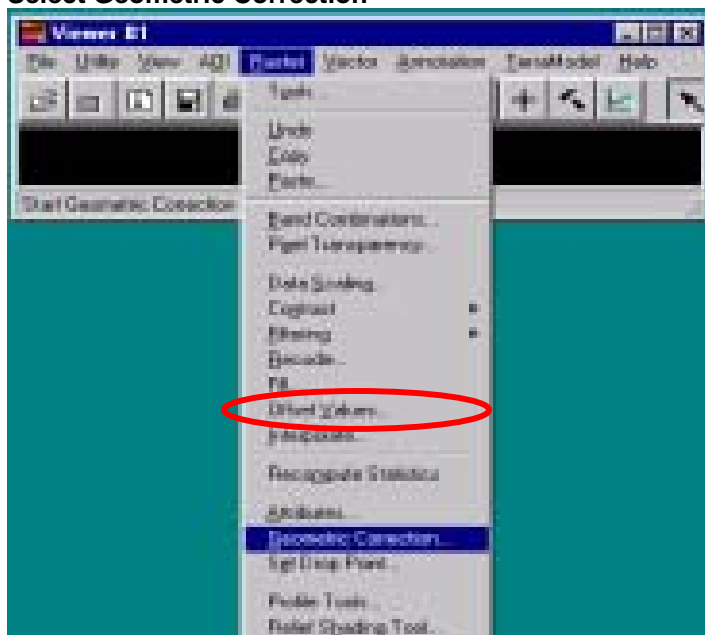 Select Geometric Correction
Viewer #1
File Utility View AOI Raster Vector Annotation TerraModel Help
Tools...
Undo
Copy
Paste...
Start Geometric Correction
Band Combinations...
Pixel Transparency...
Data Scaling...
Contrast
Filtering
Recode...
Fill...
Offset Values...
Interpolate...
Recompute Statistics
Attributes...
Geometric Correction...
Set Drop Point...
Profile Tools...
Relief Shading Tool...